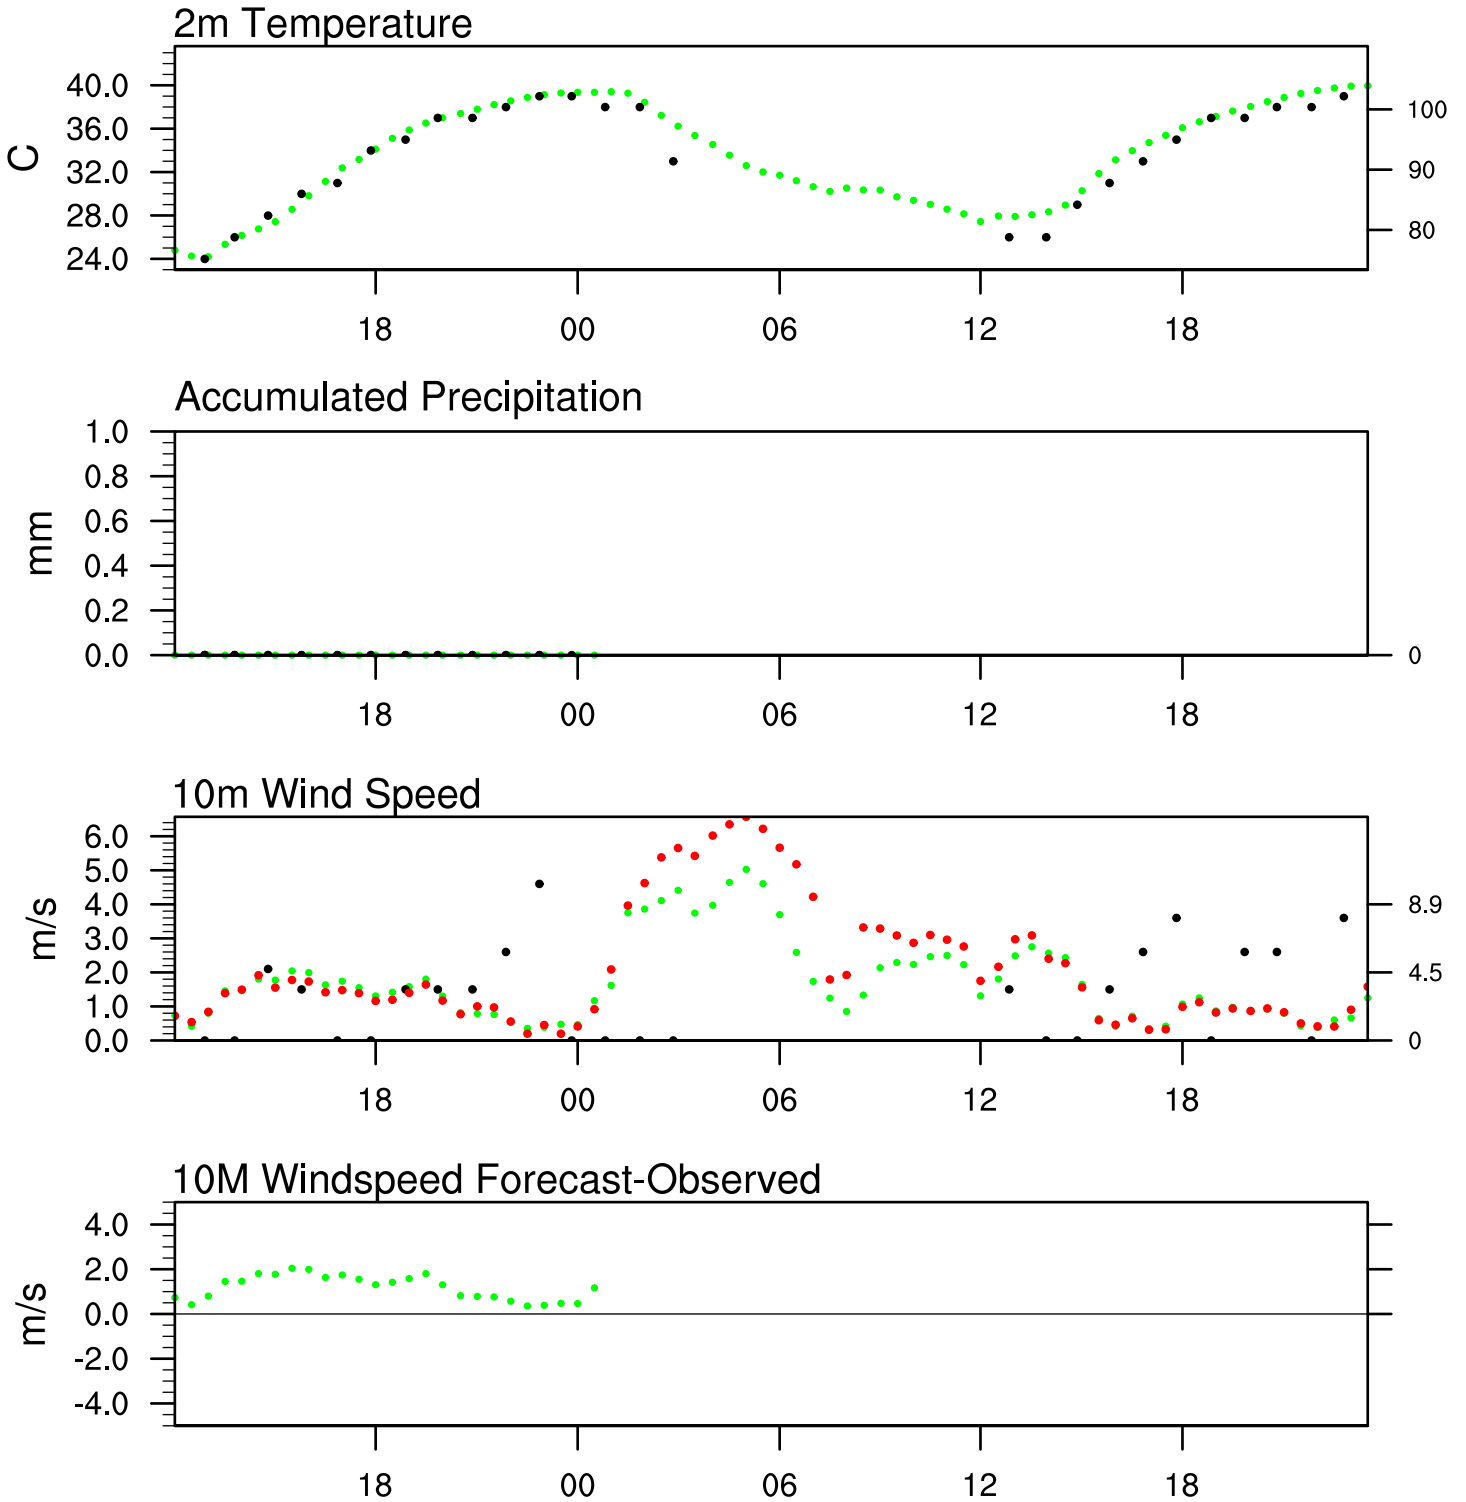 2m Temperature
C
40.0
36.0
32.0
28.0
24.0
100
90
80
18 00 06 12 18
Accumulated Precipitation
mm
1.0
0.8
0.6
0.4
0.2
0.0
0
18 00 06 12 18
10m Wind Speed
m/s
6.0
5.0
4.0
3.0
2.0
1.0
0.0
8.9
4.5
0
18 00 06 12 18
10M Windspeed Forecast-Observed
m/s
4.0
2.0
0.0
-2.0
-4.0
18 00 06 12 18